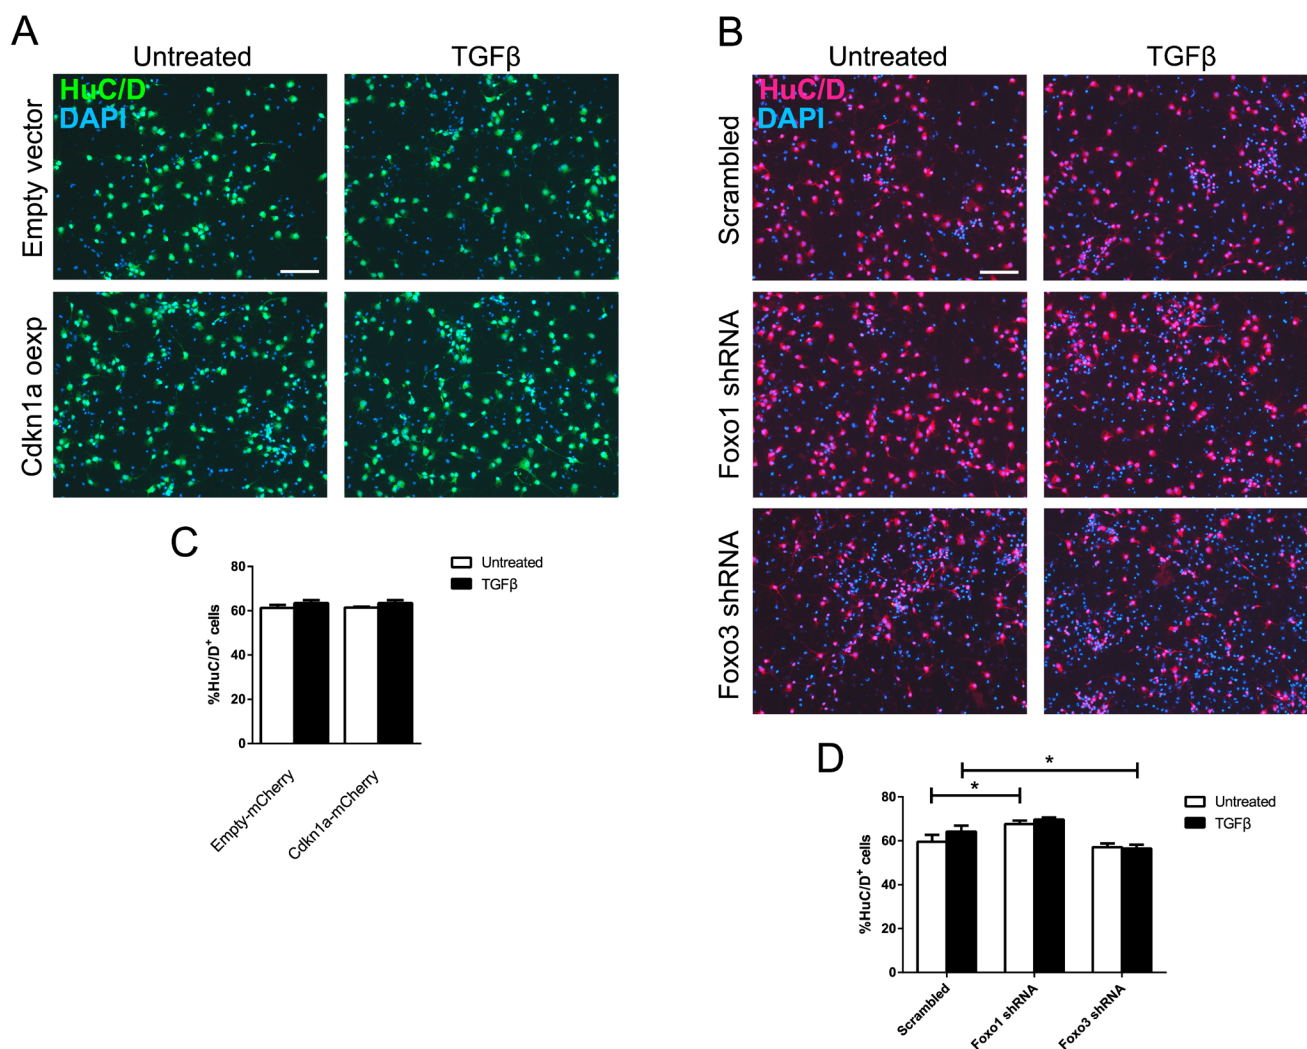 A
Untreated
TGFβ
Empty vector
HuC/D
DAPI
Cdkn1a oexp
B
Untreated
TGFβ
Scrambled
HuC/D
DAPI
Foxo1 shRNA
Foxo3 shRNA
C
%HuC/D+ cells
80
60
40
20
0
Empty-mCherry
Cdkn1a-mCherry
Untreated
TGFβ
D
*
*
%HuC/D+ cells
80
60
40
20
0
Scrambled
Foxo1 shRNA
Foxo3 shRNA
Untreated
TGFβ